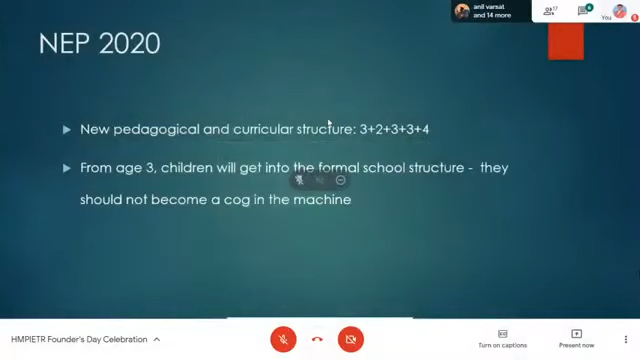 anil varsat
and 14 more
17
6
You
NEP 2020
New pedagogical and curricular structure: 3+2+3+3+4
From age 3, children will get into the formal school structure - they
should not become a cog in the machine
HMPIETR Founder's Day Celebration
Turn on captions
Present now